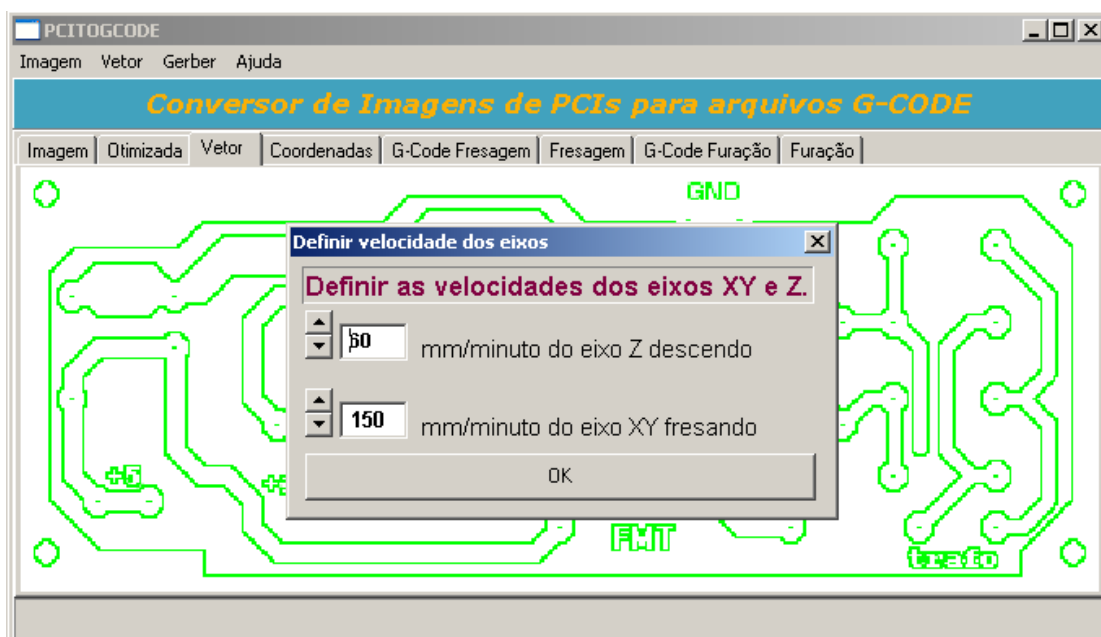 PCITOGCODE
Imagem Vetor Gerber Ajuda
Conversor de Imagens de PCIs para arquivos G-CODE
Imagem Otimizada Vetor Coordenadas G-Code Fresagem Fresagem G-Code Furação Furação
GND
Definir velocidade dos eixos
Definir as velocidades dos eixos XY e Z.
60 mm/minuto do eixo Z descendo
150 mm/minuto do eixo XY fresando
+5
OK
FMT
trafo